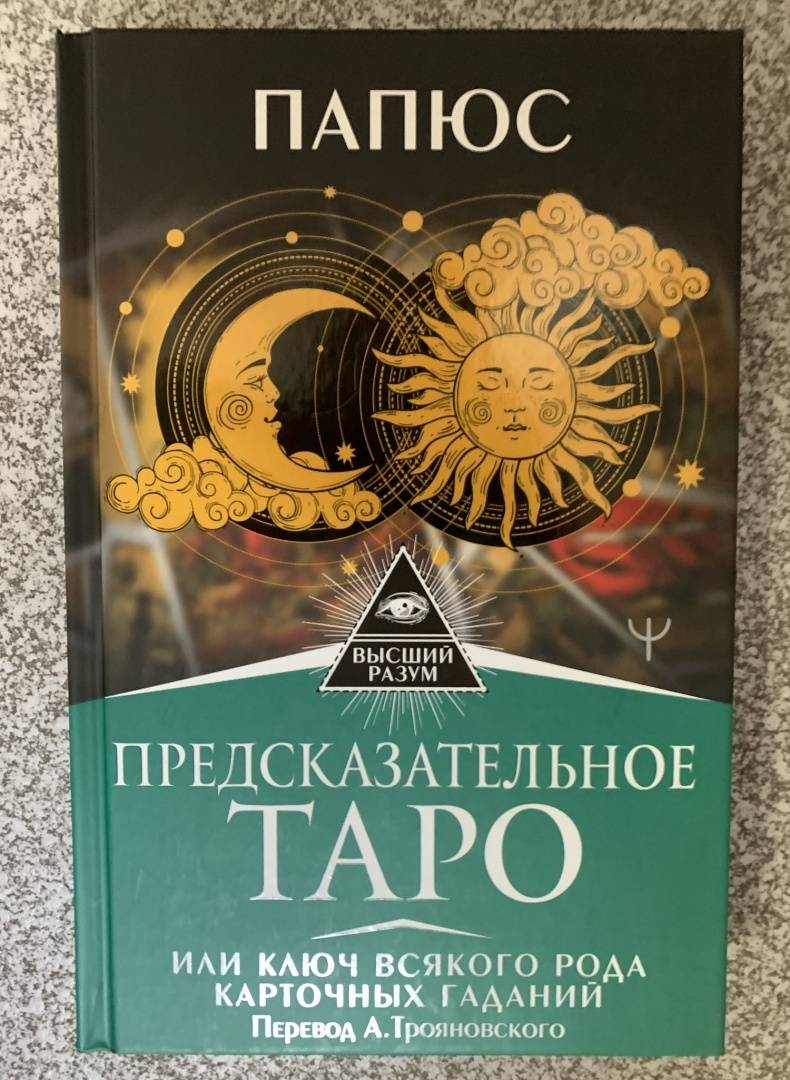 ПАПЮС
ВЫСШИЙ
РАЗУМ
ПРЕДСКАЗАТЕЛЬНОЕ
ТАРО
ИЛИ КЛЮЧ ВСЯКОГО РОДА
КАРТОЧНЫХ ГАДАНИЙ
Перевод А.Трояновского